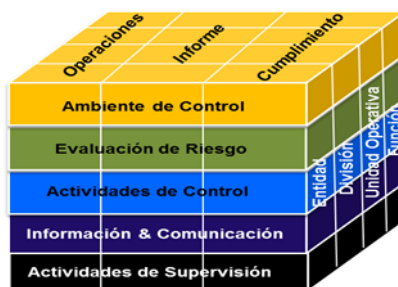 Operaciones
Informe
Cumplimiento
Ambiente de Control
Evaluación de Riesgo
Actividades de Control
Información & Comunicación
Actividades de Supervisión
Entidad
División
Unidad Operativa
Función